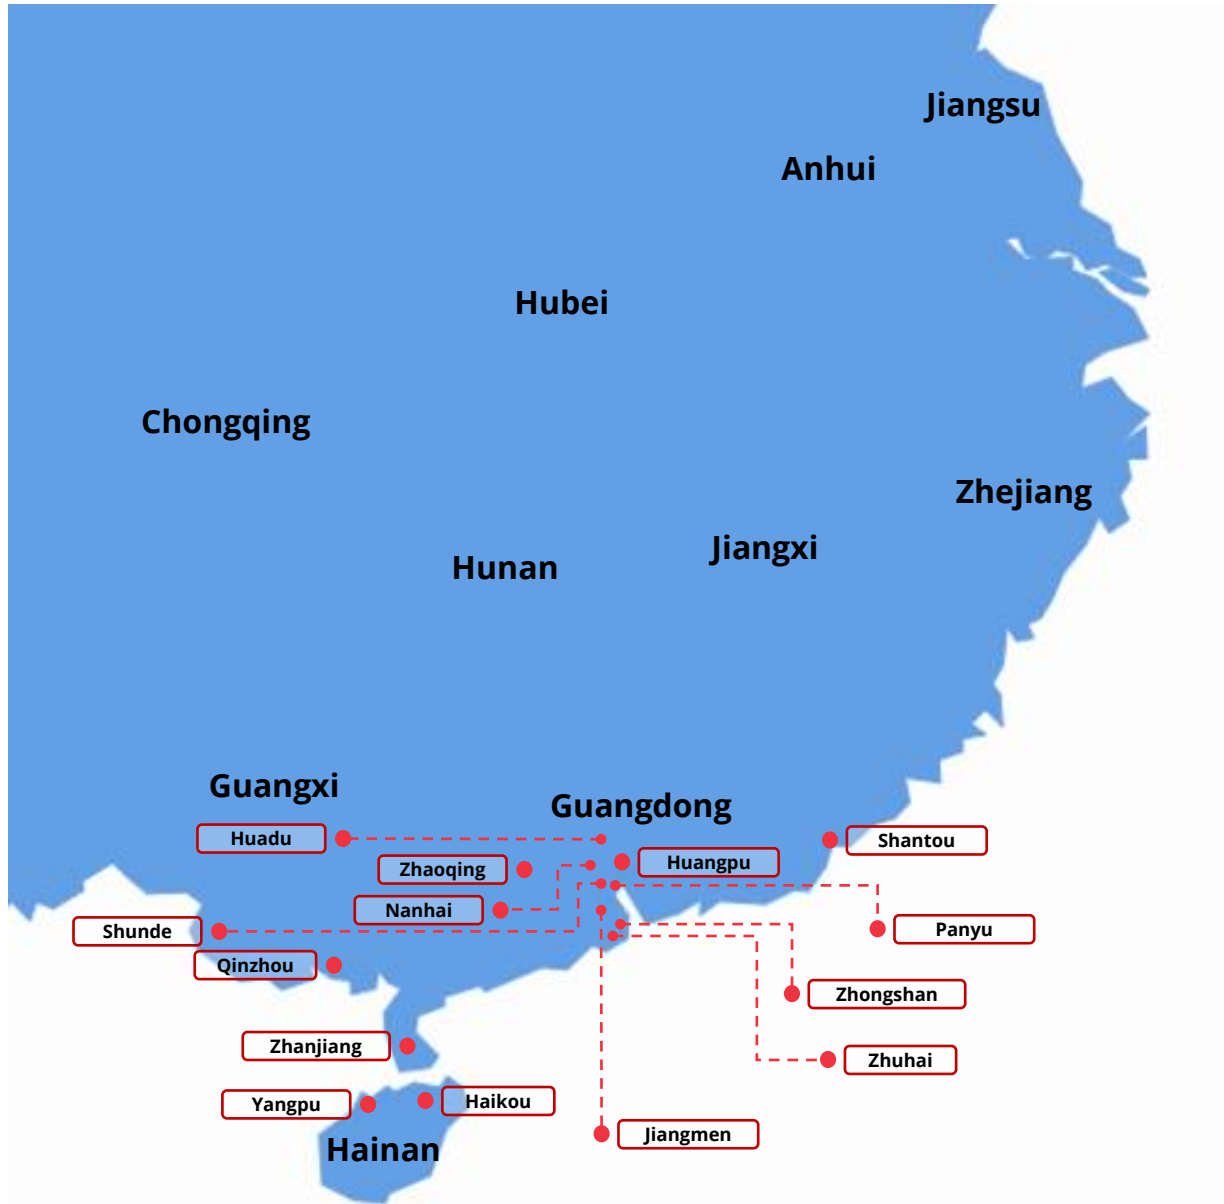 Jiangsu
Anhui
Hubei
Chongqing
Zhejiang
Jiangxi
Hunan
Guangxi
Guangdong
Huadu
Shantou
Zhaoqing
Huangpu
Nanhai
Shunde
Panyu
Qinzhou
Zhongshan
Zhanjiang
Zhuhai
Yangpu
Haikou
Jiangmen
Hainan